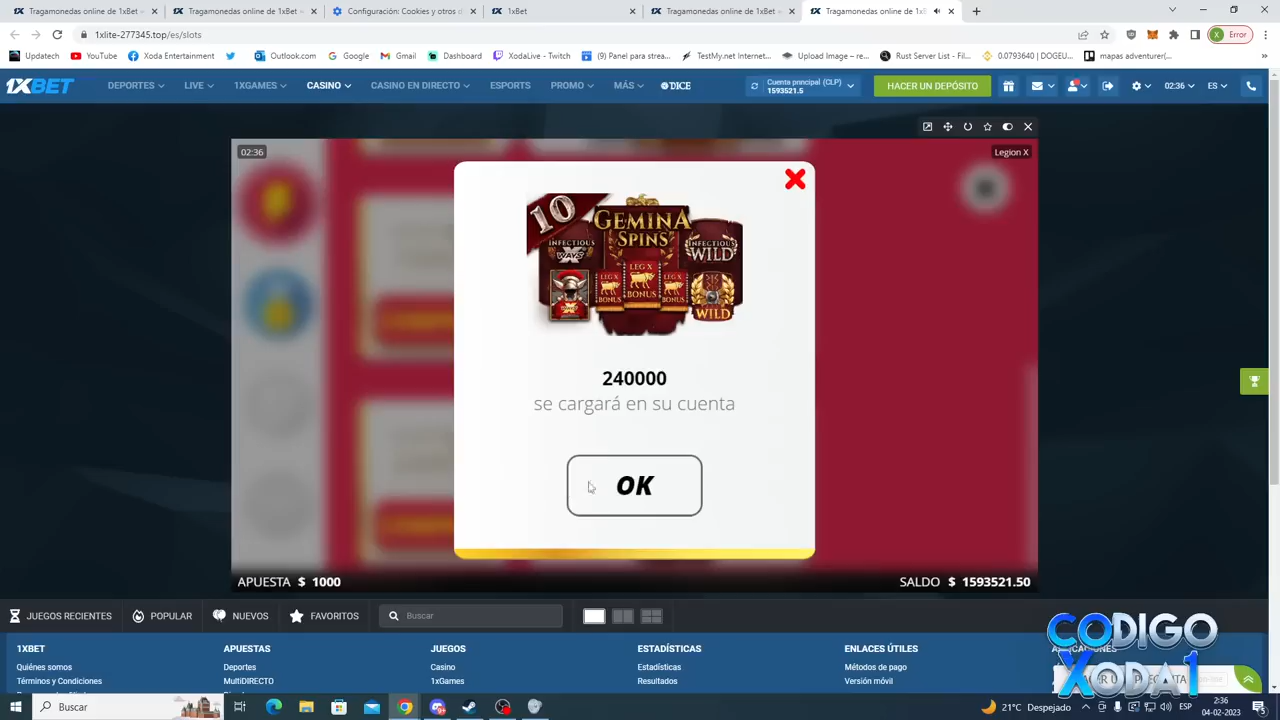 Tragamonedas online de 1xBet
Tragamonedas online de 1xBet
Configuración: Cookies y otros d
1xBet
Tragamonedas online de 1xBet
Tragamonedas online de 1xBet
1xlite-277345.top/es/slots
Error
Updatech
YouTube
Xoda Entertainment
Outlook.com
Google
Gmail
Dashboard
XodaLive - Twitch
(9) Panel para strea...
TestMy.net Internet...
Upload Image — re...
Rust Server List - Fil...
0.0793640 | DOGEU...
mapas adventurer(...
1XBET
DEPORTES
LIVE
1XGAMES
CASINO
CASINO EN DIRECTO
ESPORTS
PROMO
MÁS
DICE
Cuenta principal (CLP)
1593521.5
HACER UN DEPÓSITO
02:36
ES
02:36
Legion X
10
GEMINA
SPINS
INFECTIOUS
XWAYS
INFECTIOUS
WILD
LEG X
BONUS
LEG X
BONUS
LEG X
BONUS
WILD
240000
se cargará en su cuenta
OK
APUESTA $ 1000
SALDO $ 1593521.50
JUEGOS RECIENTES
POPULAR
NUEVOS
FAVORITOS
Buscar
1XBET
APUESTAS
JUEGOS
ESTADÍSTICAS
ENLACES ÚTILES
Quiénes somos
Deportes
Casino
Estadísticas
Métodos de pago
Términos y Condiciones
MultiDIRECTO
1xGames
Resultados
Versión móvil
CODIGO
XODA1
Buscar
21°C Despejado
ESP
2:36
04-02-2023